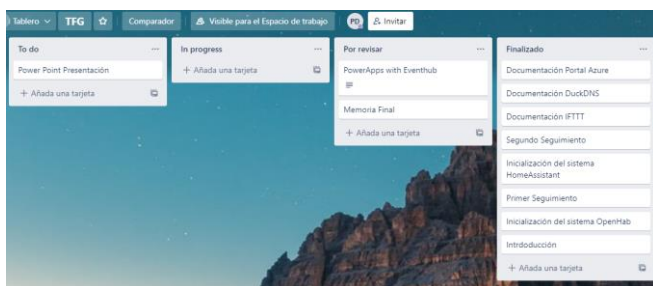 Tablero
TFG
Comparador
Visible para el Espacio de trabajo
PD
Invitar
To do
Power Point Presentación
+ Añada una tarjeta
In progress
+ Añada una tarjeta
Por revisar
PowerApps with Eventhub
Memoria Final
+ Añada una tarjeta
Finalizado
Documentación Portal Azure
Documentación DuckDNS
Documentación IFTTT
Segundo Seguimiento
Inicialización del sistema
HomeAssistant
Primer Seguimiento
Inicialización del sistema OpenHab
Intrdoducción
+ Añada una tarjeta